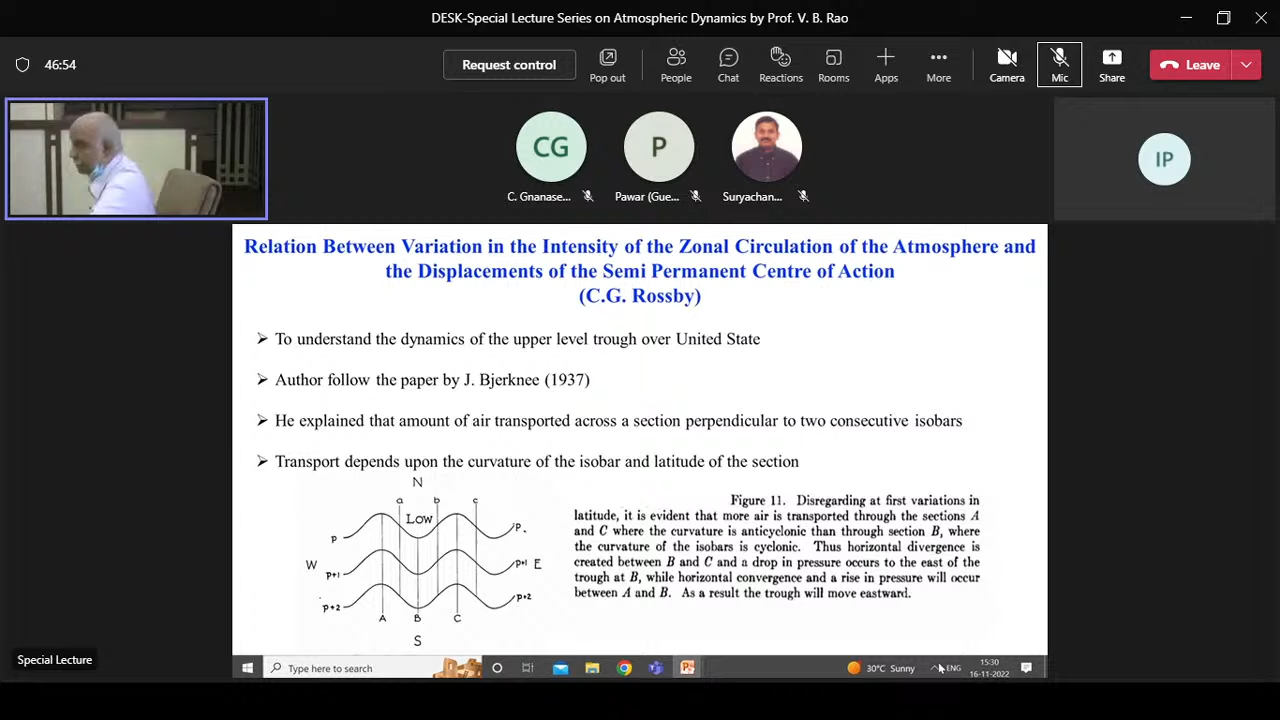 DESK-Special Lecture Series on Atmospheric Dynamics by Prof. V. B. Rao
46:54
Request control
Pop out
People
Chat
Reactions
Rooms
Apps
More
Camera
Mic
Share
Leave
CG
P
IP
C. Gnanase...
Pawar (Gue...
Suryachan...
Relation Between Variation in the Intensity of the Zonal Circulation of the Atmosphere and
the Displacements of the Semi Permanent Centre of Action
(C.G. Rossby)
➢ To understand the dynamics of the upper level trough over United State
➢ Author follow the paper by J. Bjerknee (1937)
➢ He explained that amount of air transported across a section perpendicular to two consecutive isobars
➢ Transport depends upon the curvature of the isobar and latitude of the section
N
a b c
Low
P P
W P+1 P+1 E
P+2 P+2
A B C
S
Figure 11. Disregarding at first variations in
latitude, it is evident that more air is transported through the sections A
and C where the curvature is anticyclonic than through section B, where
the curvature of the isobars is cyclonic. Thus horizontal divergence is
created between B and C and a drop in pressure occurs to the east of the
trough at B, while horizontal convergence and a rise in pressure will occur
between A and B. As a result the trough will move eastward.
Special Lecture
Type here to search
30°C Sunny
ENG
15:30
16-11-2022